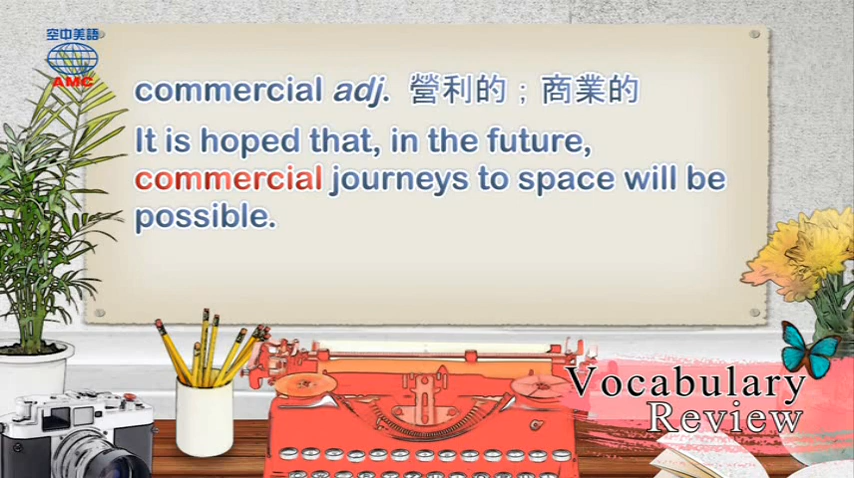 空中美語
AMC
commercial adj. 營利的；商業的
It is hoped that, in the future,
commercial journeys to space will be
possible.
Vocabulary
Review